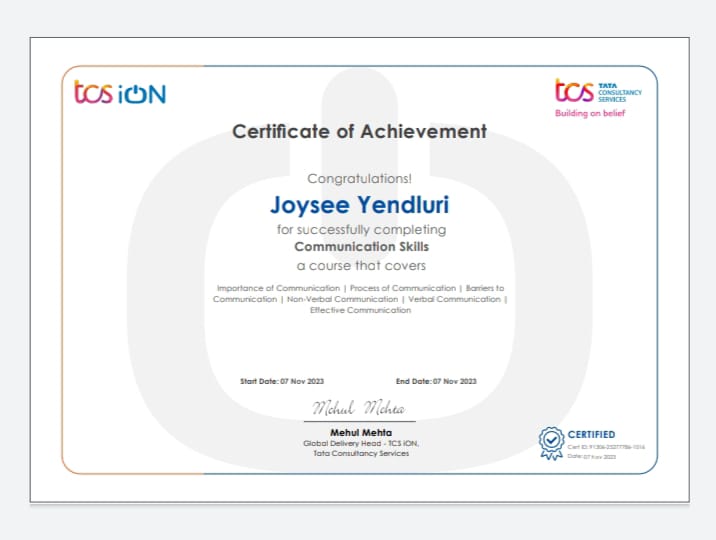 tcs iON
tcs TATA
CONSULTANCY
SERVICES
Building on belief
Certificate of Achievement
Congratulations!
Joysee Yendluri
for successfully completing
Communication Skills
a course that covers
Importance of Communication | Process of Communication | Barriers to
Communication | Non-Verbal Communication | Verbal Communication |
Effective Communication
Start Date: 07 Nov 2023 End Date: 07 Nov 2023
Mehul Mehta
Mehul Mehta
Global Delivery Head - TCS iON,
Tata Consultancy Services
CERTIFIED
Cert ID: 91306-25277786-1016
Date: 07 Nov 2023